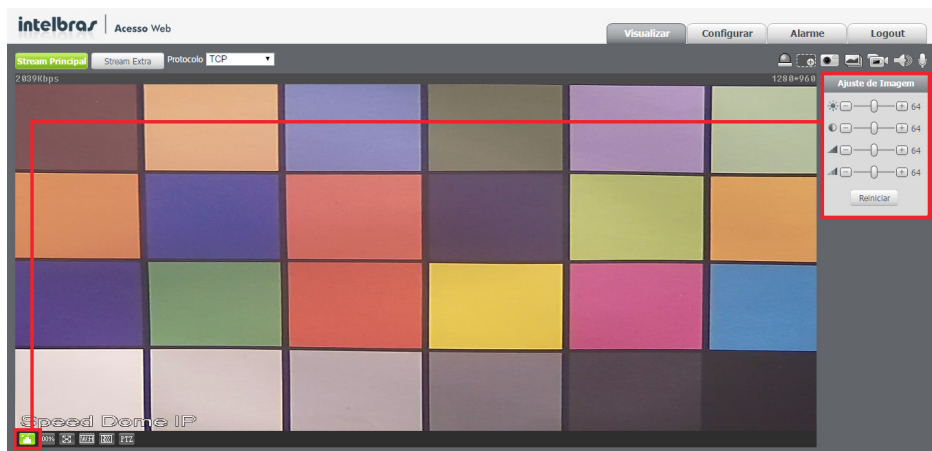 intelbras Acesso Web
Visualizar Configurar Alarme Logout
Stream Principal Stream Extra Protocolo TCP
2039Kbps 1280*960
Ajuste de Imagem
64
64
64
64
Reiniciar
Speed Dome IP
100% W:H PTZ